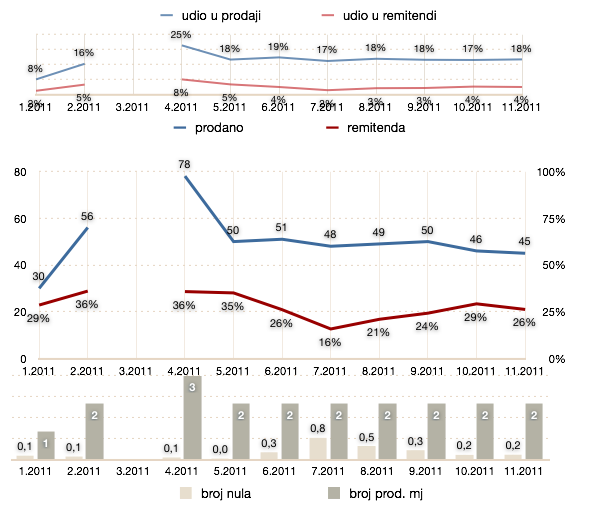 udio u prodaji udio u remitendi
25%
8% 16% 18% 19% 17% 18% 18% 17% 18%
8%
5% 5% 4% 3% 4% 4%
1.2011 2.2011 3.2011 4.2011 5.2011 6.2011 7.2011 8.2011 9.2011 10.2011 11.2011
prodano remitenda
80 78 100%
60 56 75%
50 51 48 49 50 46 45
40 50%
30
20 29% 36% 36% 35% 26% 16% 21% 24% 29% 26% 25%
0 0%
1.2011 2.2011 3.2011 4.2011 5.2011 6.2011 7.2011 8.2011 9.2011 10.2011 11.2011
0,1 1 0,1 2 0,1 3 0,0 2 0,3 2 0,8 2 0,5 2 0,3 2 0,2 2 0,2 2
1.2011 2.2011 3.2011 4.2011 5.2011 6.2011 7.2011 8.2011 9.2011 10.2011 11.2011
broj nula broj prod. mj